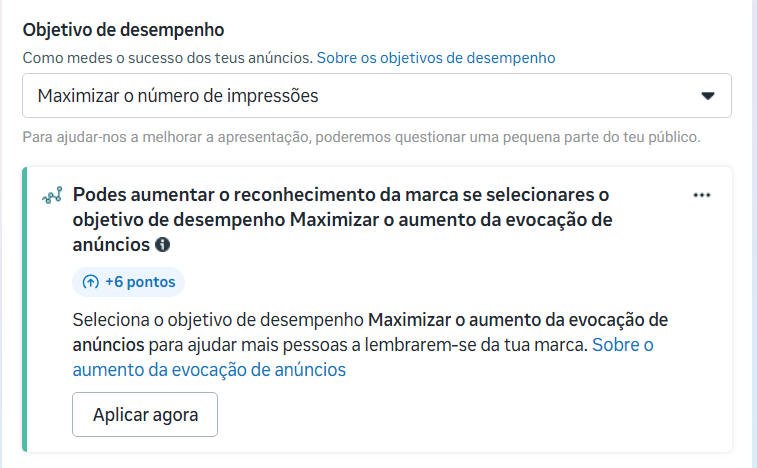 Objetivo de desempenho
Como medes o sucesso dos teus anúncios. Sobre os objetivos de desempenho
Maximizar o número de impressões
Para ajudar-nos a melhorar a apresentação, poderemos questionar uma pequena parte do teu público.
Podes aumentar o reconhecimento da marca se selecionares o
objetivo de desempenho Maximizar o aumento da evocação de
anúncios
+6 pontos
Seleciona o objetivo de desempenho Maximizar o aumento da evocação de
anúncios para ajudar mais pessoas a lembrarem-se da tua marca. Sobre o
aumento da evocação de anúncios
Aplicar agora